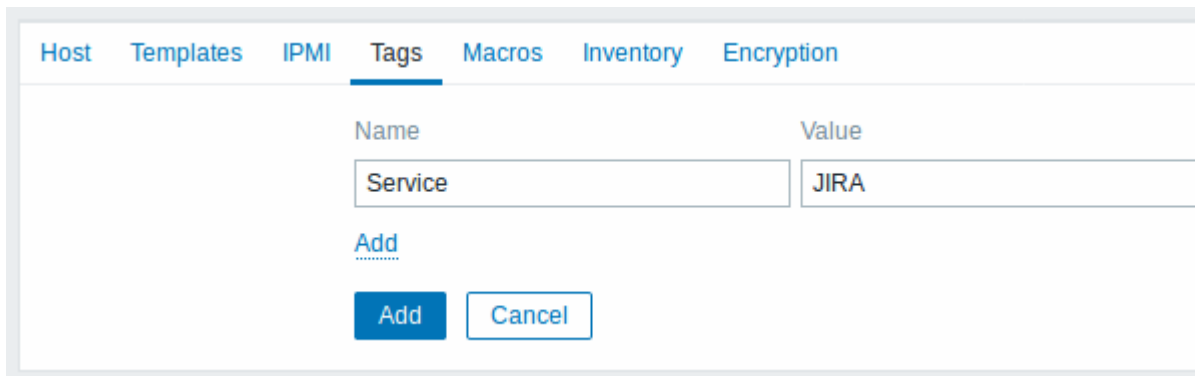 Host Templates IPMI Tags Macros Inventory Encryption
Name Value
Service JIRA
Add
Add Cancel